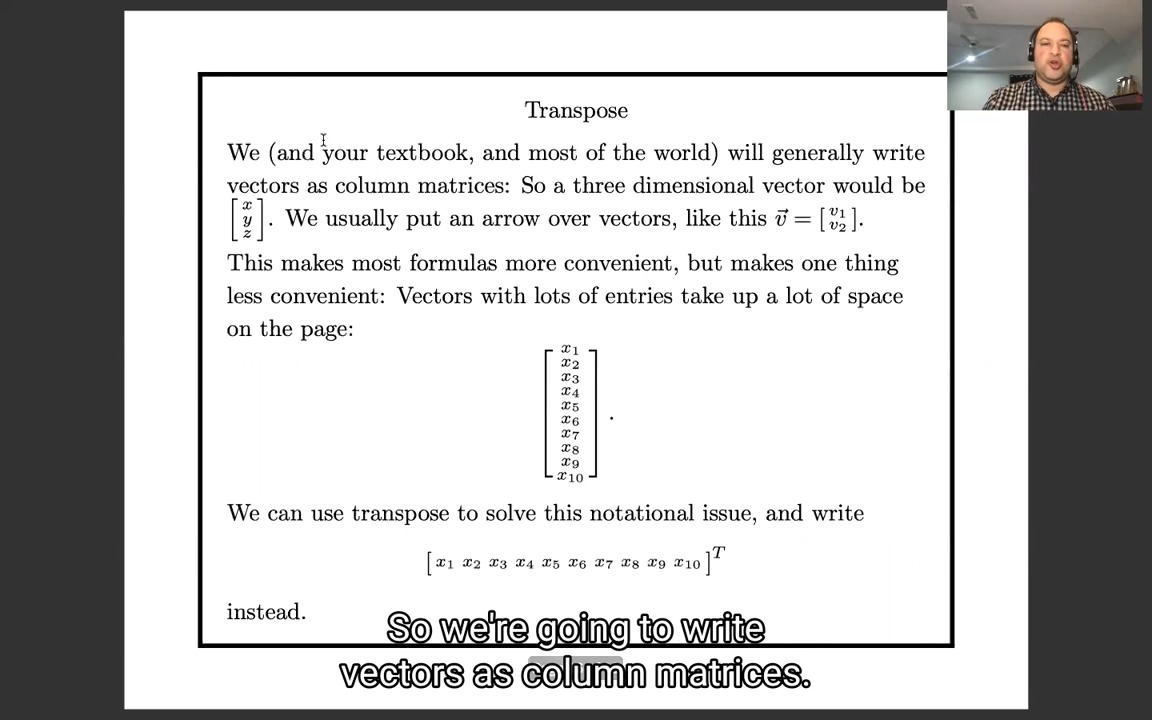 Transpose
We (and your textbook, and most of the world) will generally write
vectors as column matrices: So a three dimensional vector would be
[x y z]. We usually put an arrow over vectors, like this v⃗ = [v₁ v₂].
This makes most formulas more convenient, but makes one thing
less convenient: Vectors with lots of entries take up a lot of space
on the page:
x₁
x₂
x₃
x₄
x₅
x₆
x₇
x₈
x₉
x₁₀
.
We can use transpose to solve this notational issue, and write
[x₁ x₂ x₃ x₄ x₅ x₆ x₇ x₈ x₉ x₁₀]ᵀ
instead.
So we're going to write
vectors as column matrices.